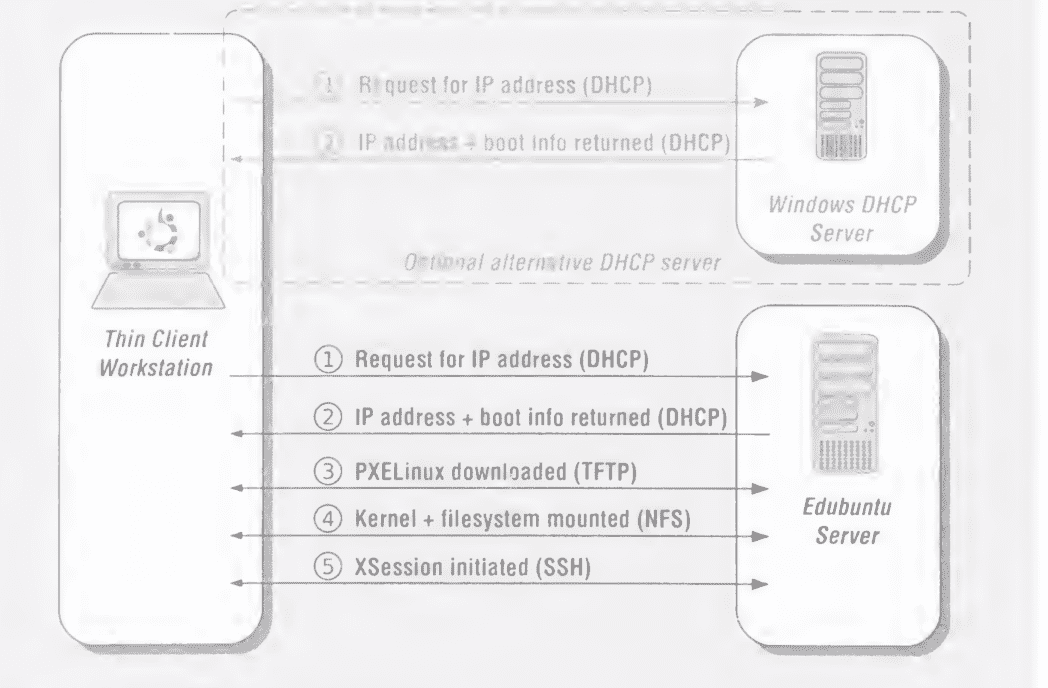 ① Request for IP address (DHCP)
② IP address + boot info returned (DHCP)
Windows DHCP
Server
Optional alternative DHCP server
Thin Client
Workstation
① Request for IP address (DHCP)
② IP address + boot info returned (DHCP)
③ PXELinux downloaded (TFTP)
④ Kernel + filesystem mounted (NFS)
⑤ XSession initiated (SSH)
Edubuntu
Server